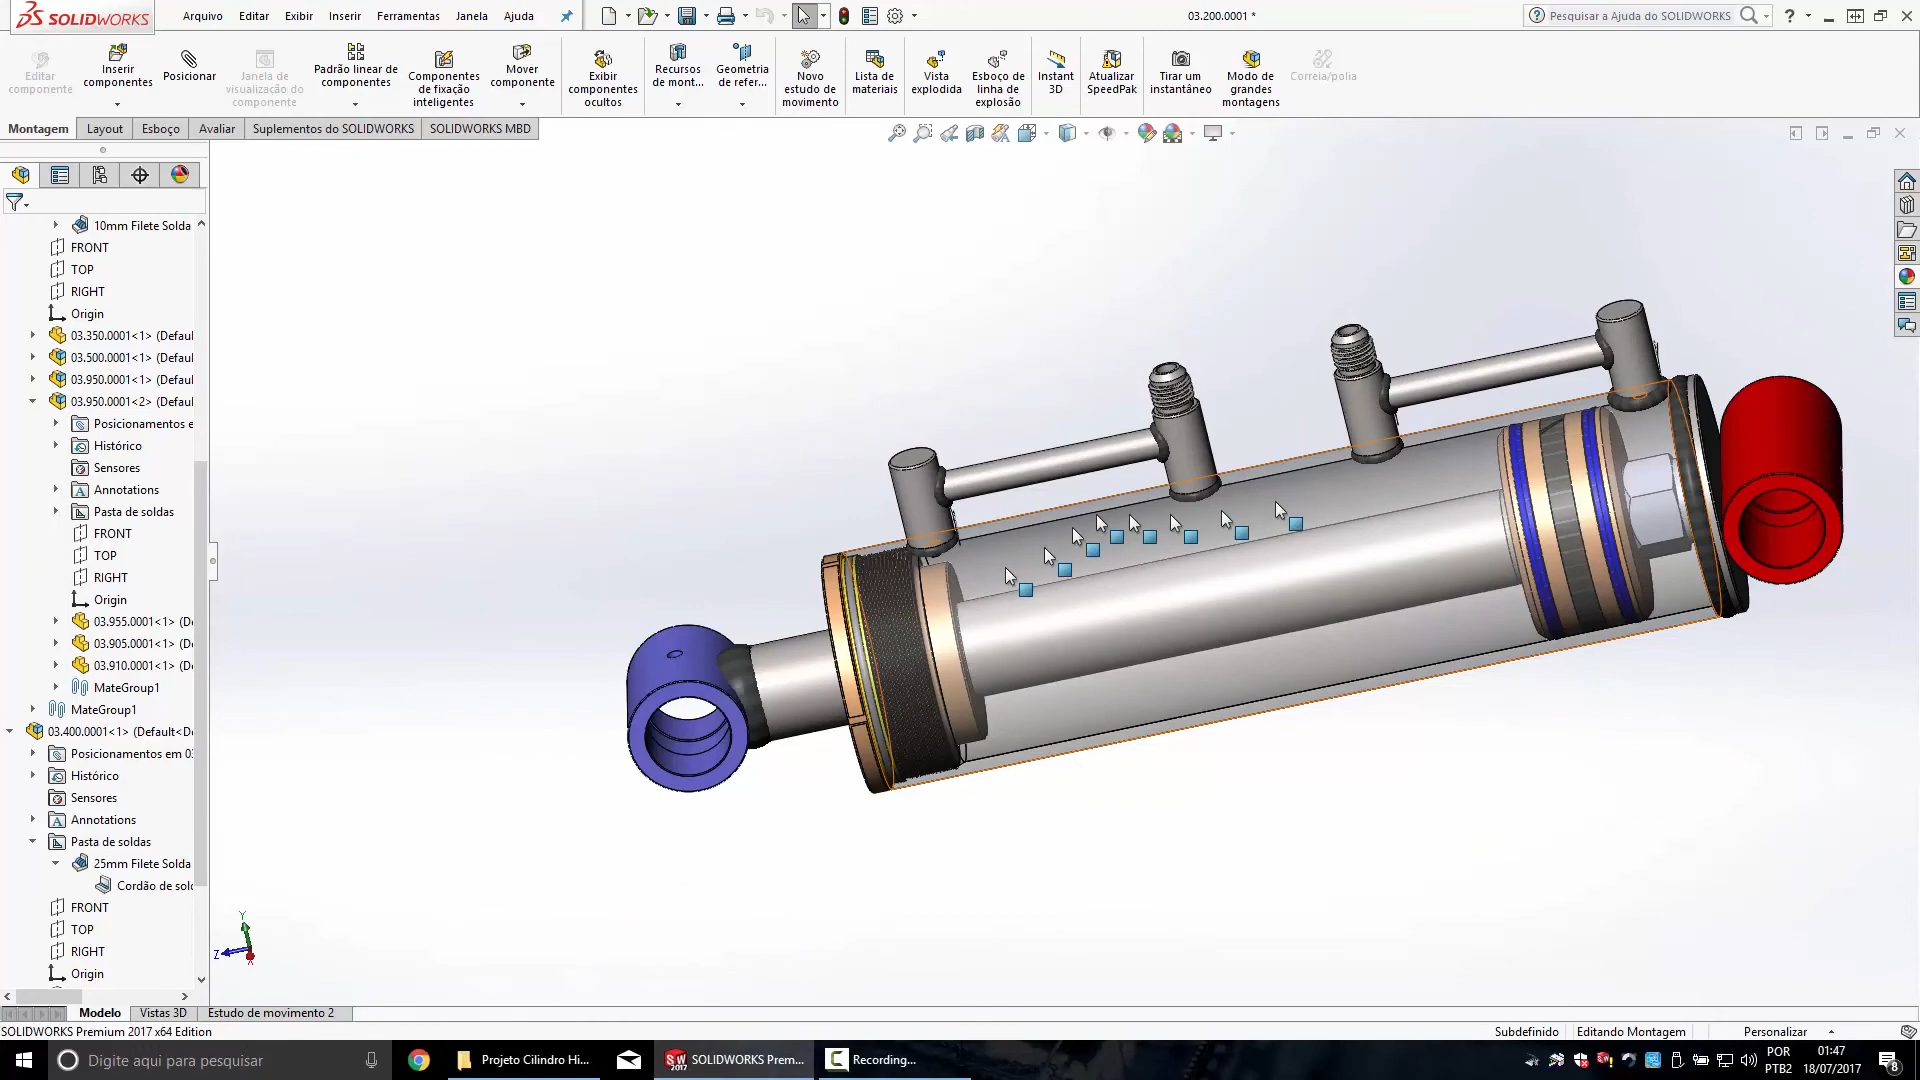 SOLIDWORKS
Arquivo Editar Exibir Inserir Ferramentas Janela Ajuda
03.200.0001 *
Pesquisar a Ajuda do SOLIDWORKS
Editar componente
Inserir componentes
Posicionar
Janela de visualização do componente
Padrão linear de componentes
Componentes de fixação inteligentes
Mover componente
Exibir componentes ocultos
Recursos de mont...
Geometria de refer...
Novo estudo de movimento
Lista de materiais
Vista explodida
Esboço de linha de explosão
Instant 3D
Atualizar SpeedPak
Tirar um instantâneo
Modo de grandes montagens
Correia/polia
Montagem Layout Esboço Avaliar Suplementos do SOLIDWORKS SOLIDWORKS MBD
10mm Filete Solda
FRONT
TOP
RIGHT
Origin
03.350.0001<1> (Defaul
03.500.0001<1> (Defaul
03.950.0001<1> (Defaul
03.950.0001<2> (Defaul
Posicionamentos e
Histórico
Sensores
Annotations
Pasta de soldas
FRONT
TOP
RIGHT
Origin
03.955.0001<1> (De
03.905.0001<1> (De
03.910.0001<1> (De
MateGroup1
MateGroup1
03.400.0001<1> (Default<De
Posicionamentos em 03
Histórico
Sensores
Annotations
Pasta de soldas
25mm Filete Solda
Cordão de sol
FRONT
TOP
RIGHT
Origin
Y
Z
X
Modelo Vistas 3D Estudo de movimento 2
SOLIDWORKS Premium 2017 x64 Edition
Subdefinido Editando Montagem Personalizar
Digite aqui para pesquisar
Projeto Cilindro Hi...
SOLIDWORKS Prem...
Recording...
POR
PTB2
01:47
18/07/2017
8